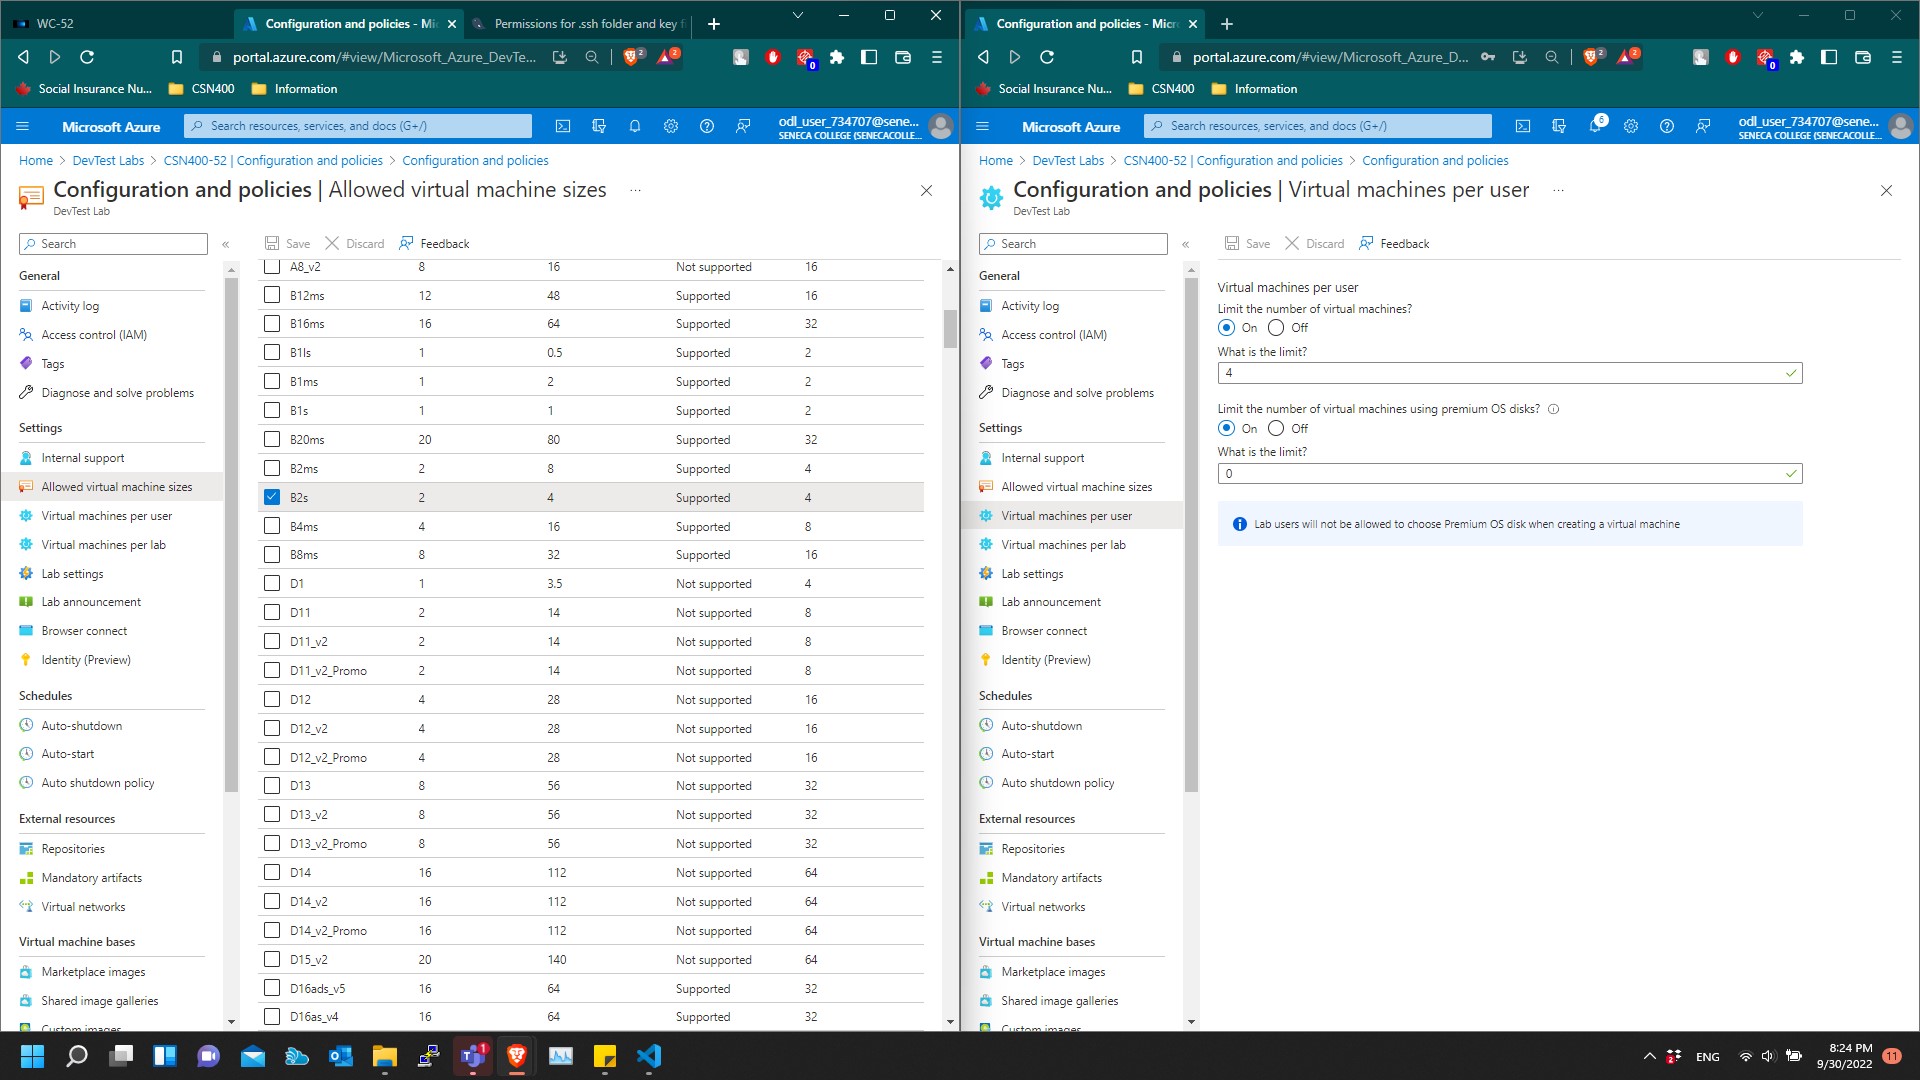 WC-52
Configuration and policies - Mic
Permissions for .ssh folder and key f
portal.azure.com/#view/Microsoft_Azure_DevTe...
2
2
0
Social Insurance Nu...
CSN400
Information
Microsoft Azure
Search resources, services, and docs (G+/)
odl_user_734707@sene...
SENECA COLLEGE (SENECACOLLE...
Home > DevTest Labs > CSN400-52 | Configuration and policies > Configuration and policies
Configuration and policies | Allowed virtual machine sizes ...
DevTest Lab
Search «
Save Discard Feedback
General
Activity log
Access control (IAM)
Tags
Diagnose and solve problems
Settings
Internal support
Allowed virtual machine sizes
Virtual machines per user
Virtual machines per lab
Lab settings
Lab announcement
Browser connect
Identity (Preview)
Schedules
Auto-shutdown
Auto-start
Auto shutdown policy
External resources
Repositories
Mandatory artifacts
Virtual networks
Virtual machine bases
Marketplace images
Shared image galleries
Custom images
A8_v2 8 16 Not supported 16
B12ms 12 48 Supported 16
B16ms 16 64 Supported 32
B1ls 1 0.5 Supported 2
B1ms 1 2 Supported 2
B1s 1 1 Supported 2
B20ms 20 80 Supported 32
B2ms 2 8 Supported 4
B2s 2 4 Supported 4
B4ms 4 16 Supported 8
B8ms 8 32 Supported 16
D1 1 3.5 Not supported 4
D11 2 14 Not supported 8
D11_v2 2 14 Not supported 8
D11_v2_Promo 2 14 Not supported 8
D12 4 28 Not supported 16
D12_v2 4 28 Not supported 16
D12_v2_Promo 4 28 Not supported 16
D13 8 56 Not supported 32
D13_v2 8 56 Not supported 32
D13_v2_Promo 8 56 Not supported 32
D14 16 112 Not supported 64
D14_v2 16 112 Not supported 64
D14_v2_Promo 16 112 Not supported 64
D15_v2 20 140 Not supported 64
D16ads_v5 16 64 Supported 32
D16as_v4 16 64 Supported 32
Configuration and policies - Micr
portal.azure.com/#view/Microsoft_Azure_D...
2
2
0
Social Insurance Nu...
CSN400
Information
Microsoft Azure
Search resources, services, and docs (G+/)
6
odl_user_734707@sene...
SENECA COLLEGE (SENECACOLLE...
Home > DevTest Labs > CSN400-52 | Configuration and policies > Configuration and policies
Configuration and policies | Virtual machines per user ...
DevTest Lab
Search «
Save Discard Feedback
General
Activity log
Access control (IAM)
Tags
Diagnose and solve problems
Settings
Internal support
Allowed virtual machine sizes
Virtual machines per user
Virtual machines per lab
Lab settings
Lab announcement
Browser connect
Identity (Preview)
Schedules
Auto-shutdown
Auto-start
Auto shutdown policy
External resources
Repositories
Mandatory artifacts
Virtual networks
Virtual machine bases
Marketplace images
Shared image galleries
Custom images
Virtual machines per user
Limit the number of virtual machines?
On Off
What is the limit?
4
Limit the number of virtual machines using premium OS disks?
On Off
What is the limit?
0
Lab users will not be allowed to choose Premium OS disk when creating a virtual machine
1
2
ENG
8:24 PM
9/30/2022
11